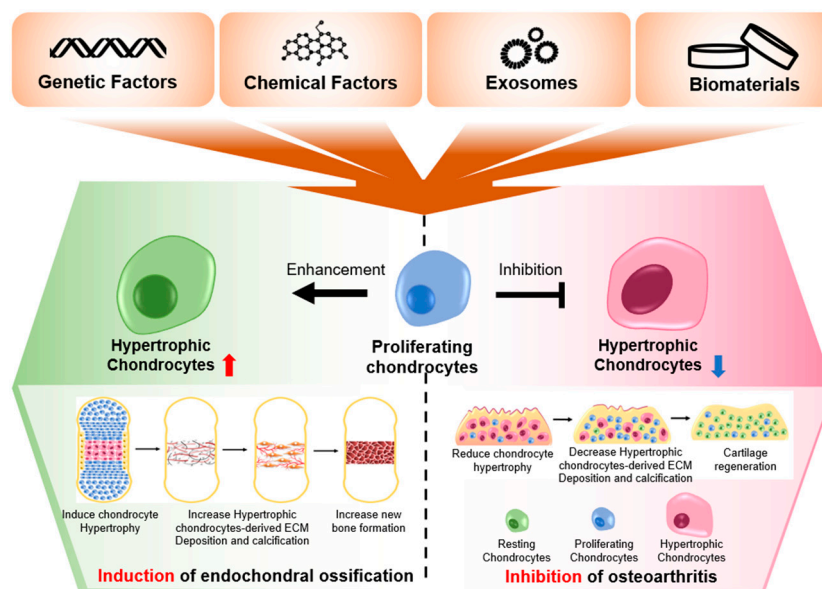 Genetic Factors
Chemical Factors
Exosomes
Biomaterials
Enhancement
Inhibition
Hypertrophic
Chondrocytes
Proliferating
chondrocytes
Hypertrophic
Chondrocytes
Induce chondrocyte
Hypertrophy
Increase Hypertrophic
chondrocytes-derived ECM
Deposition and calcification
Increase new
bone formation
Induction of endochondral ossification
Reduce chondrocyte
hypertrophy
Decrease Hypertrophic
chondrocytes-derived ECM
Deposition and calcification
Cartilage
regeneration
Resting
Chondrocytes
Proliferating
Chondrocytes
Hypertrophic
Chondrocytes
Inhibition of osteoarthritis